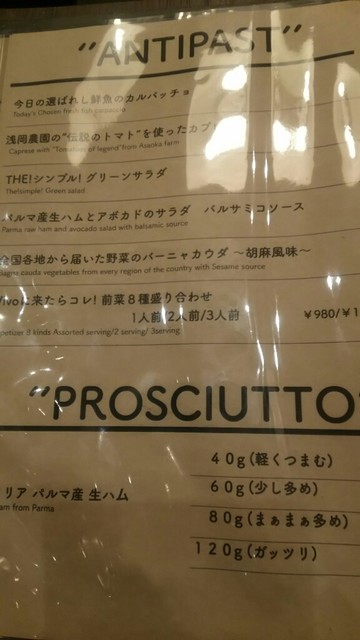 “ANTIPAST”
今日の選ばれし鮮魚のカルパッチョ
Today's Chosen fresh fish carpaccio
浅岡農園の"伝説のトマト"を使ったカプ
Caprese with "Tomatoes of legend" from Asaoka farm
THE!シンプル! グリーンサラダ
The!simple! Green salad
パルマ産生ハムとアボカドのサラダ バルサミコソース
Parma raw ham and avocado salad with balsamic source
全国各地から届いた野菜のバーニャカウダ ～胡麻風味～
Bagna cauda vegetables from every region of the country with Sesame source
Vivoに来たらコレ! 前菜8種盛り合わせ
1人前/2人前/3人前 ¥980/¥1
petizer 8 kinds Assorted serving/2 serving/ 3serving
“PROSCIUTTO”
40g(軽くつまむ)
60g(少し多め)
リア パルマ産 生ハム
am from Parma
80g(まぁまぁ多め)
120g(ガッツリ)